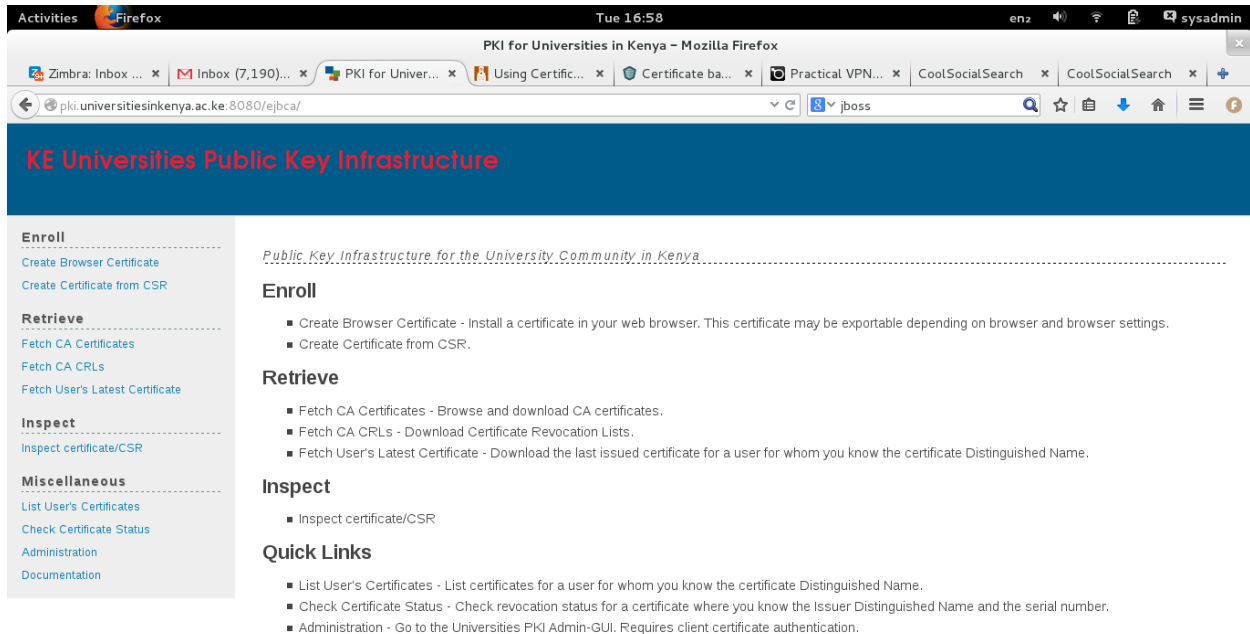 Activities Firefox Tue 16:58 en₂ sysadmin
PKI for Universities in Kenya – Mozilla Firefox
Zimbra: Inbox ... Inbox (7,190)... PKI for Univer... Using Certific... Certificate ba... Practical VPN... CoolSocialSearch CoolSocialSearch
pki.universitiesinkenya.ac.ke:8080/ejbca/ jboss
KE Universities Public Key Infrastructure
Enroll
Create Browser Certificate
Create Certificate from CSR
Retrieve
Fetch CA Certificates
Fetch CA CRLs
Fetch User's Latest Certificate
Inspect
Inspect certificate/CSR
Miscellaneous
List User's Certificates
Check Certificate Status
Administration
Documentation
Public Key Infrastructure for the University Community in Kenya
Enroll
Create Browser Certificate - Install a certificate in your web browser. This certificate may be exportable depending on browser and browser settings.
Create Certificate from CSR.
Retrieve
Fetch CA Certificates - Browse and download CA certificates.
Fetch CA CRLs - Download Certificate Revocation Lists.
Fetch User's Latest Certificate - Download the last issued certificate for a user for whom you know the certificate Distinguished Name.
Inspect
Inspect certificate/CSR
Quick Links
List User's Certificates - List certificates for a user for whom you know the certificate Distinguished Name.
Check Certificate Status - Check revocation status for a certificate where you know the Issuer Distinguished Name and the serial number.
Administration - Go to the Universities PKI Admin-GUI. Requires client certificate authentication.